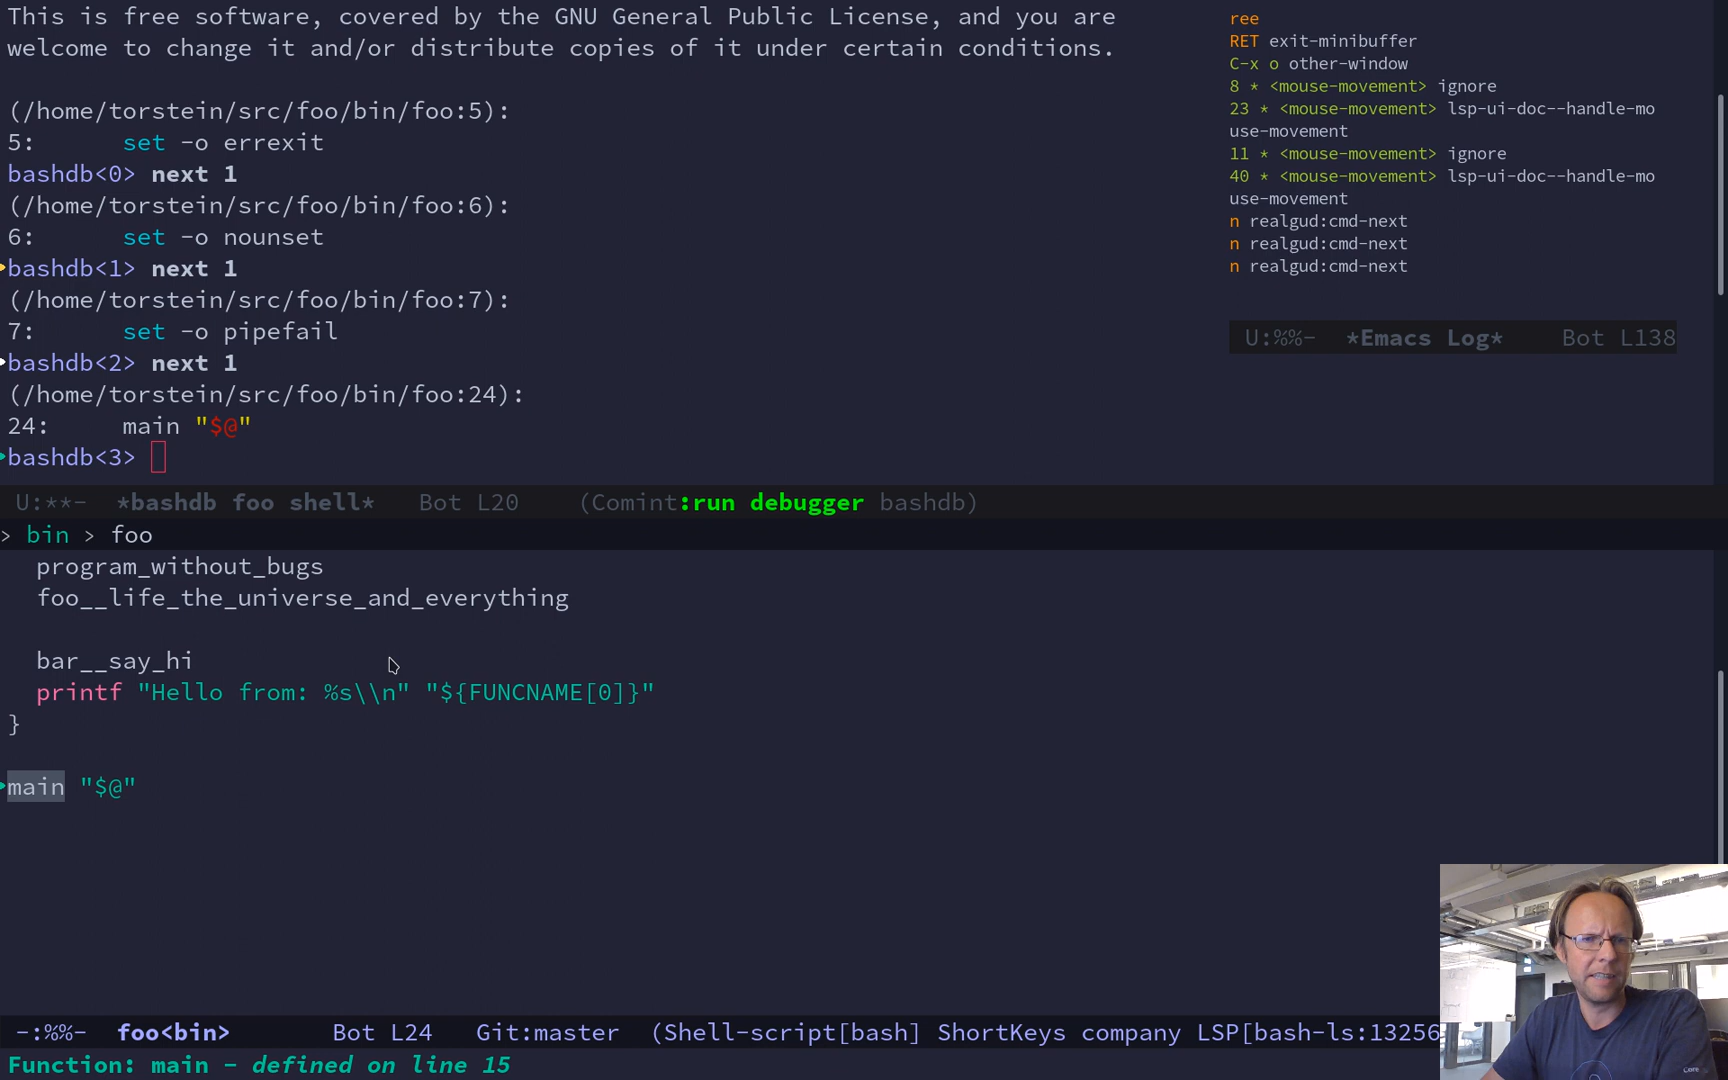 This is free software, covered by the GNU General Public License, and you are
welcome to change it and/or distribute copies of it under certain conditions.
(/home/torstein/src/foo/bin/foo:5):
5:      set -o errexit
bashdb<0> next 1
(/home/torstein/src/foo/bin/foo:6):
6:      set -o nounset
bashdb<1> next 1
(/home/torstein/src/foo/bin/foo:7):
7:      set -o pipefail
bashdb<2> next 1
(/home/torstein/src/foo/bin/foo:24):
24:     main "$@"
bashdb<3>
U:**-  *bashdb foo shell*   Bot L20    (Comint:run debugger bashdb)
ree
RET exit-minibuffer
C-x o other-window
8 * <mouse-movement> ignore
23 * <mouse-movement> lsp-ui-doc--handle-mo
use-movement
11 * <mouse-movement> ignore
40 * <mouse-movement> lsp-ui-doc--handle-mo
use-movement
n realgud:cmd-next
n realgud:cmd-next
n realgud:cmd-next
U:%%-  *Emacs Log*    Bot L138
> bin > foo
program_without_bugs
foo__life_the_universe_and_everything
bar__say_hi
printf "Hello from: %s\\n" "${FUNCNAME[0]}"
}
main "$@"
-:%%-  foo<bin>       Bot L24   Git:master  (Shell-script[bash] ShortKeys company LSP[bash-ls:13256
Function: main – defined on line 15